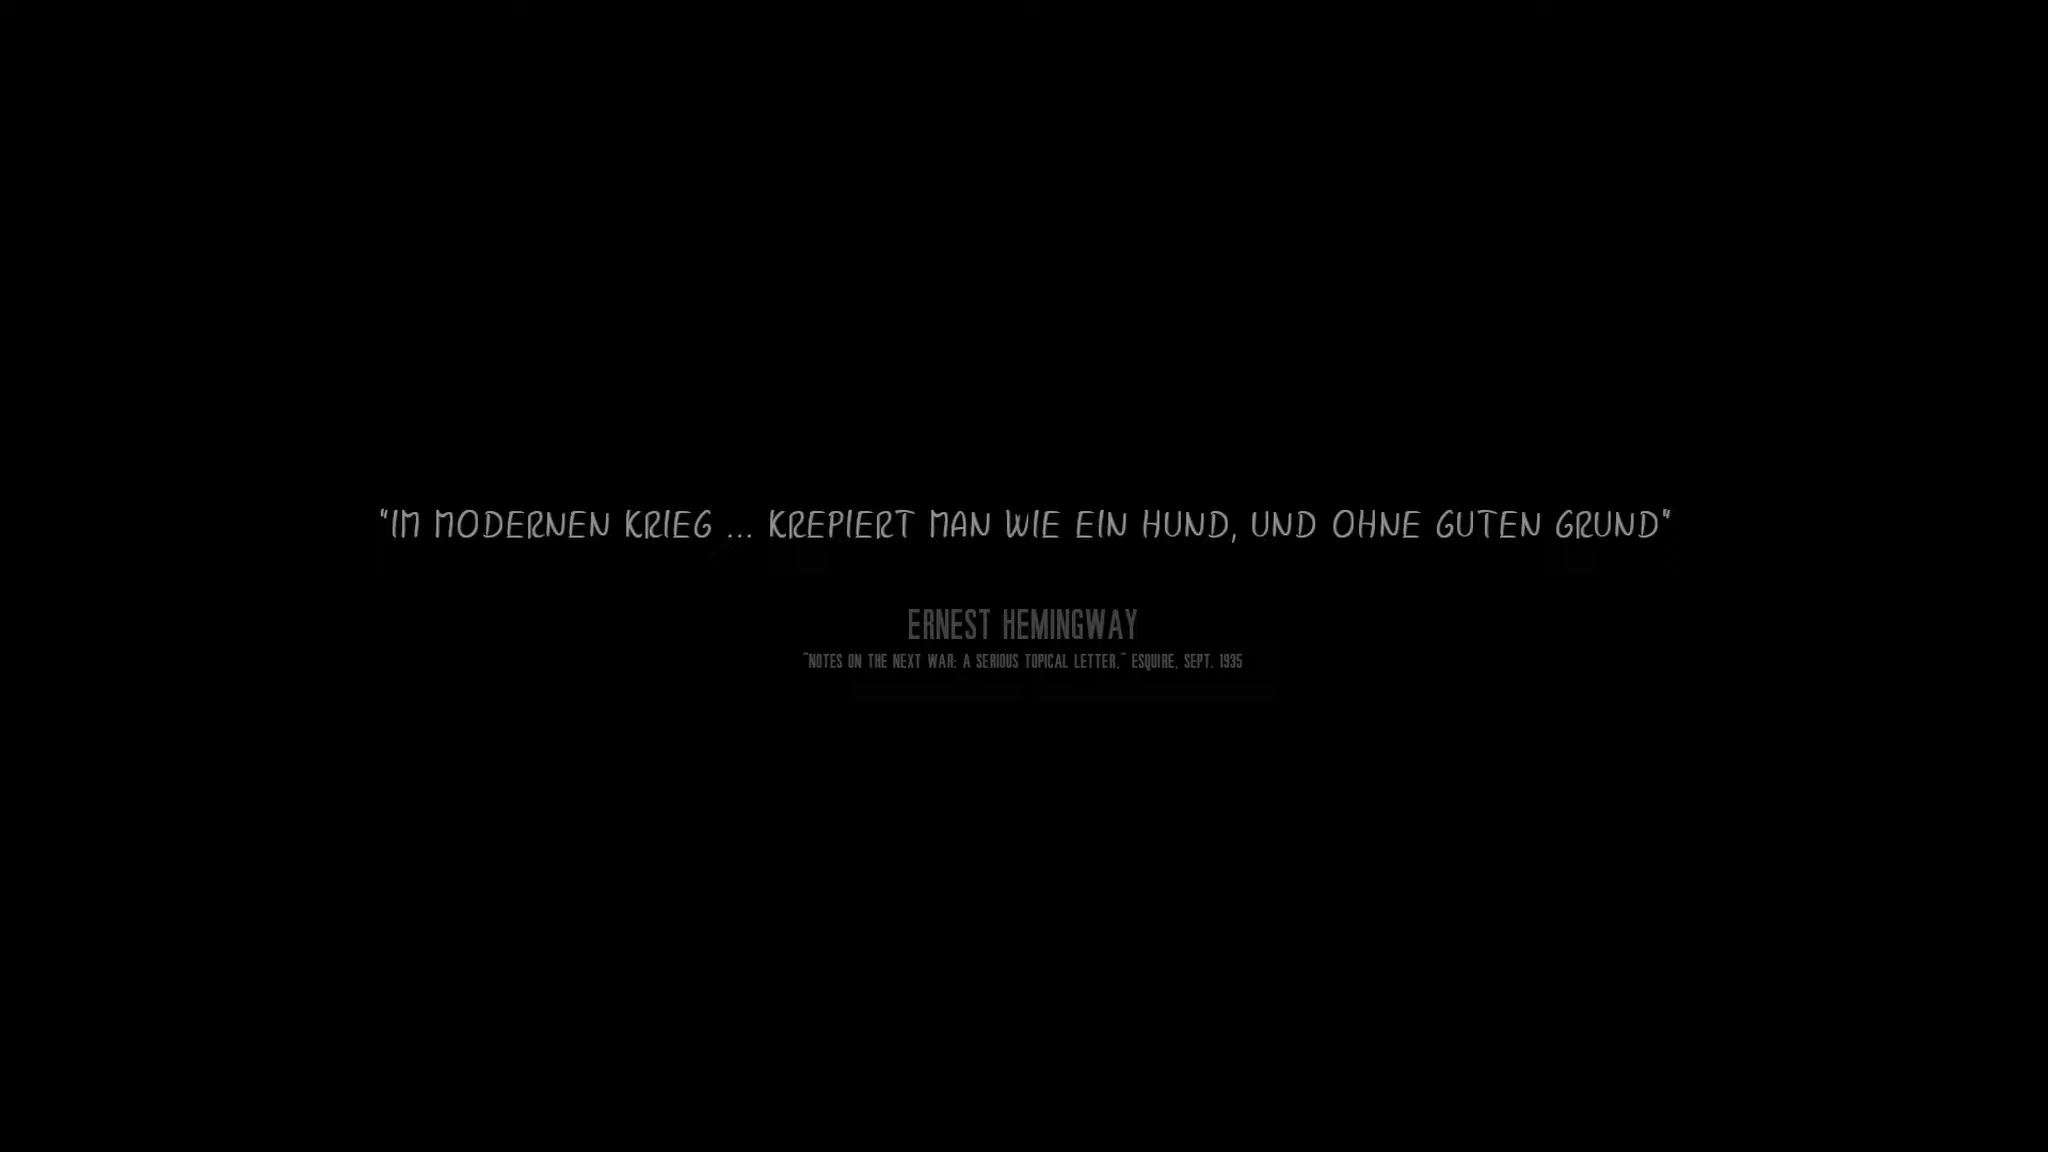 "IM MODERNEN KRIEG ... KREPIERT MAN WIE EIN HUND, UND OHNE GUTEN GRUND"
ERNEST HEMINGWAY
"NOTES ON THE NEXT WAR: A SERIOUS TOPICAL LETTER," ESQUIRE, SEPT. 1935